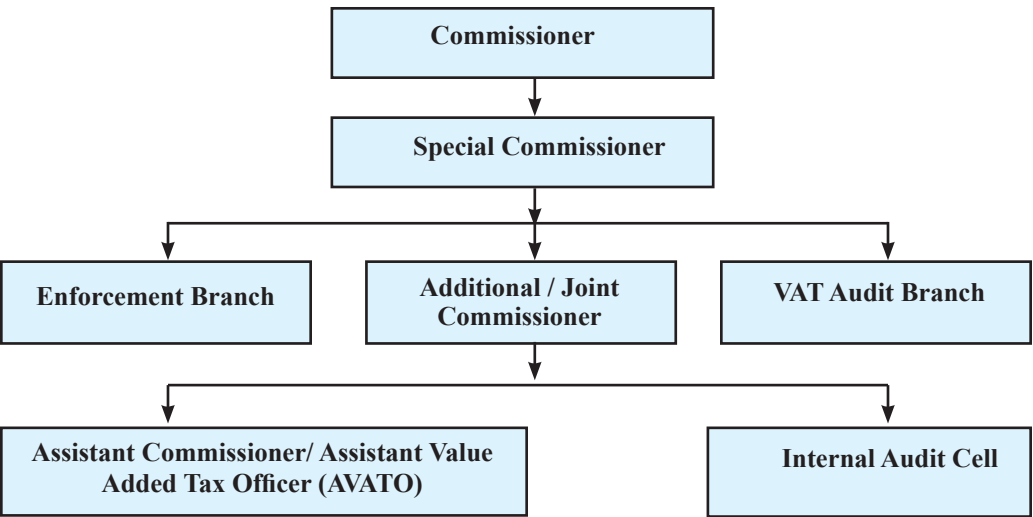 Commissioner
Special Commissioner
Enforcement Branch
Additional / Joint
Commissioner
VAT Audit Branch
Assistant Commissioner/ Assistant Value
Added Tax Officer (AVATO)
Internal Audit Cell